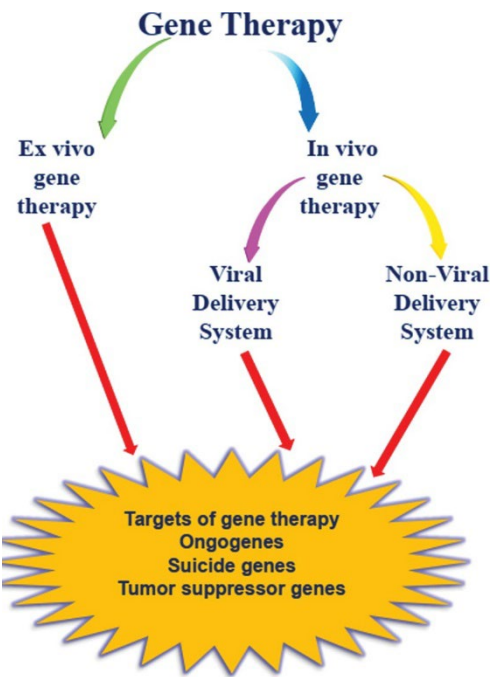 Gene Therapy
Ex vivo
gene
therapy
In vivo
gene
therapy
Viral
Delivery
System
Non-Viral
Delivery
System
Targets of gene therapy
Ongogenes
Suicide genes
Tumor suppressor genes